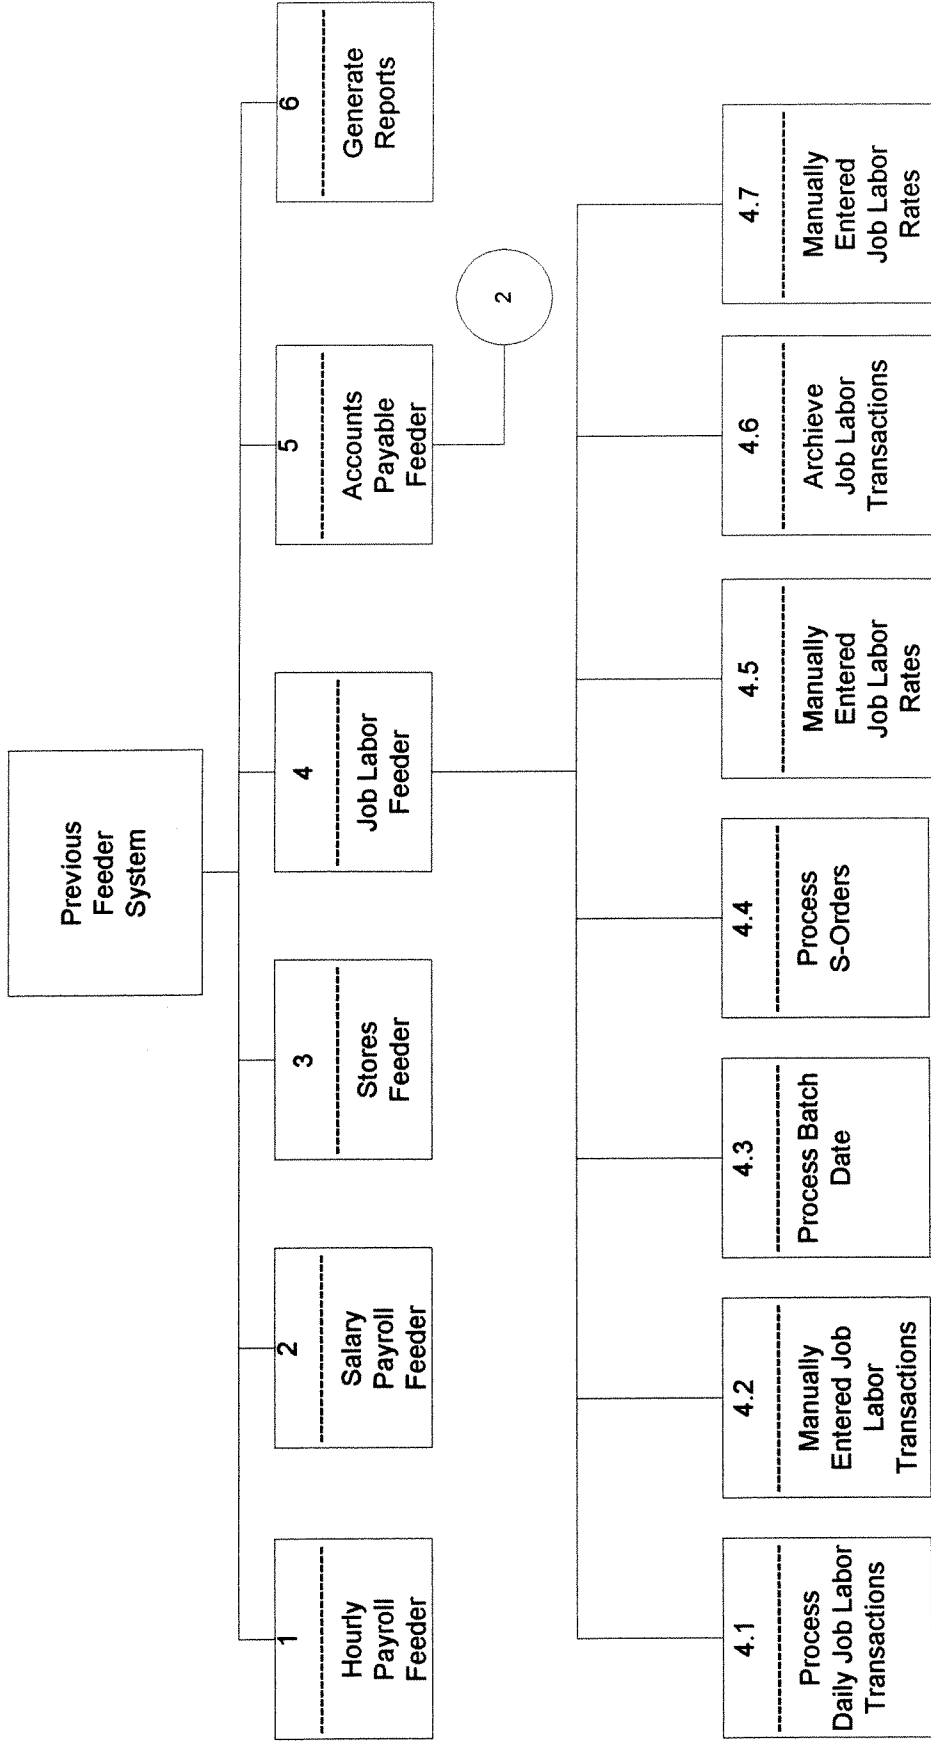 Previous
Feeder
System
1
Hourly
Payroll
Feeder
2
Salary
Payroll
Feeder
3
Stores
Feeder
4
Job Labor
Feeder
5
Accounts
Payable
Feeder
6
Generate
Reports
2
4.1
Process
Daily Job Labor
Transactions
4.2
Manually
Entered Job
Labor
Transactions
4.3
Process Batch
Date
4.4
Process
S-Orders
4.5
Manually
Entered
Job Labor
Rates
4.6
Archieve
Job Labor
Transactions
4.7
Manually
Entered
Job Labor
Rates